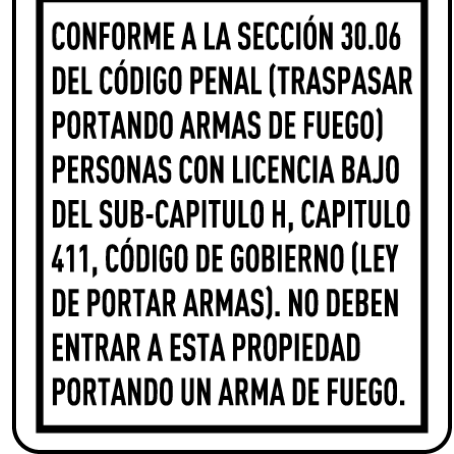 CONFORME A LA SECCIÓN 30.06
DEL CÓDIGO PENAL (TRASPASAR
PORTANDO ARMAS DE FUEGO)
PERSONAS CON LICENCIA BAJO
DEL SUB-CAPITULO H, CAPITULO
411, CÓDIGO DE GOBIERNO (LEY
DE PORTAR ARMAS). NO DEBEN
ENTRAR A ESTA PROPIEDAD
PORTANDO UN ARMA DE FUEGO.